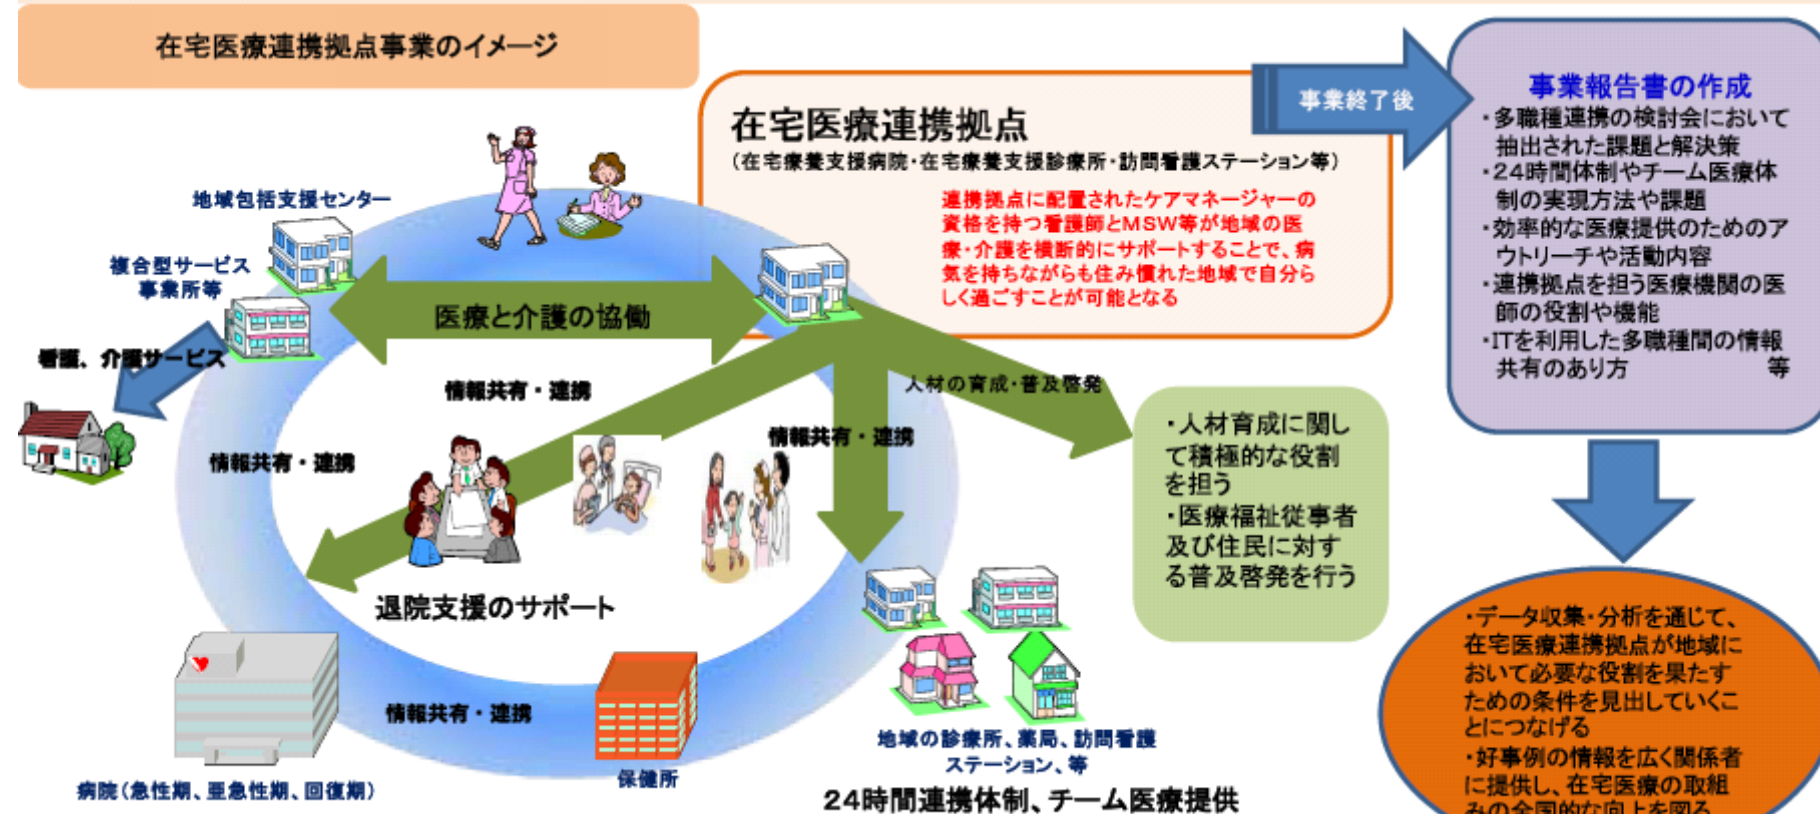 在宅医療連携拠点事業のイメージ
在宅医療連携拠点
（在宅療養支援病院・在宅療養支援診療所・訪問看護ステーション等）
連携拠点に配置されたケアマネージャーの
資格を持つ看護師とMSW等が地域の医
療・介護を横断的にサポートすることで、病
気を持ちながらも住み慣れた地域で自分ら
しく過ごすことが可能となる
事業終了後
事業報告書の作成
・多職種連携の検討会において
抽出された課題と解決策
・24時間体制やチーム医療体
制の実現方法や課題
・効率的な医療提供のためのア
ウトリーチや活動内容
・連携拠点を担う医療機関の医
師の役割や機能
・ITを利用した多職種間の情報
共有のあり方　等
地域包括支援センター
複合型サービス
事業所等
看護、介護サービス
医療と介護の協働
情報共有・連携
人材の育成・普及啓発
情報共有・連携
情報共有・連携
・人材育成に関し
て積極的な役割
を担う
・医療福祉従事者
及び住民に対す
る普及啓発を行う
退院支援のサポート
情報共有・連携
病院（急性期、亜急性期、回復期）
保健所
地域の診療所、薬局、訪問看護
ステーション、等
24時間連携体制、チーム医療提供
・データ収集・分析を通じて、
在宅医療連携拠点が地域に
おいて必要な役割を果たす
ための条件を見出していくこ
とにつなげる
・好事例の情報を広く関係者
に提供し、在宅医療の取組
みの全国的な向上を図る